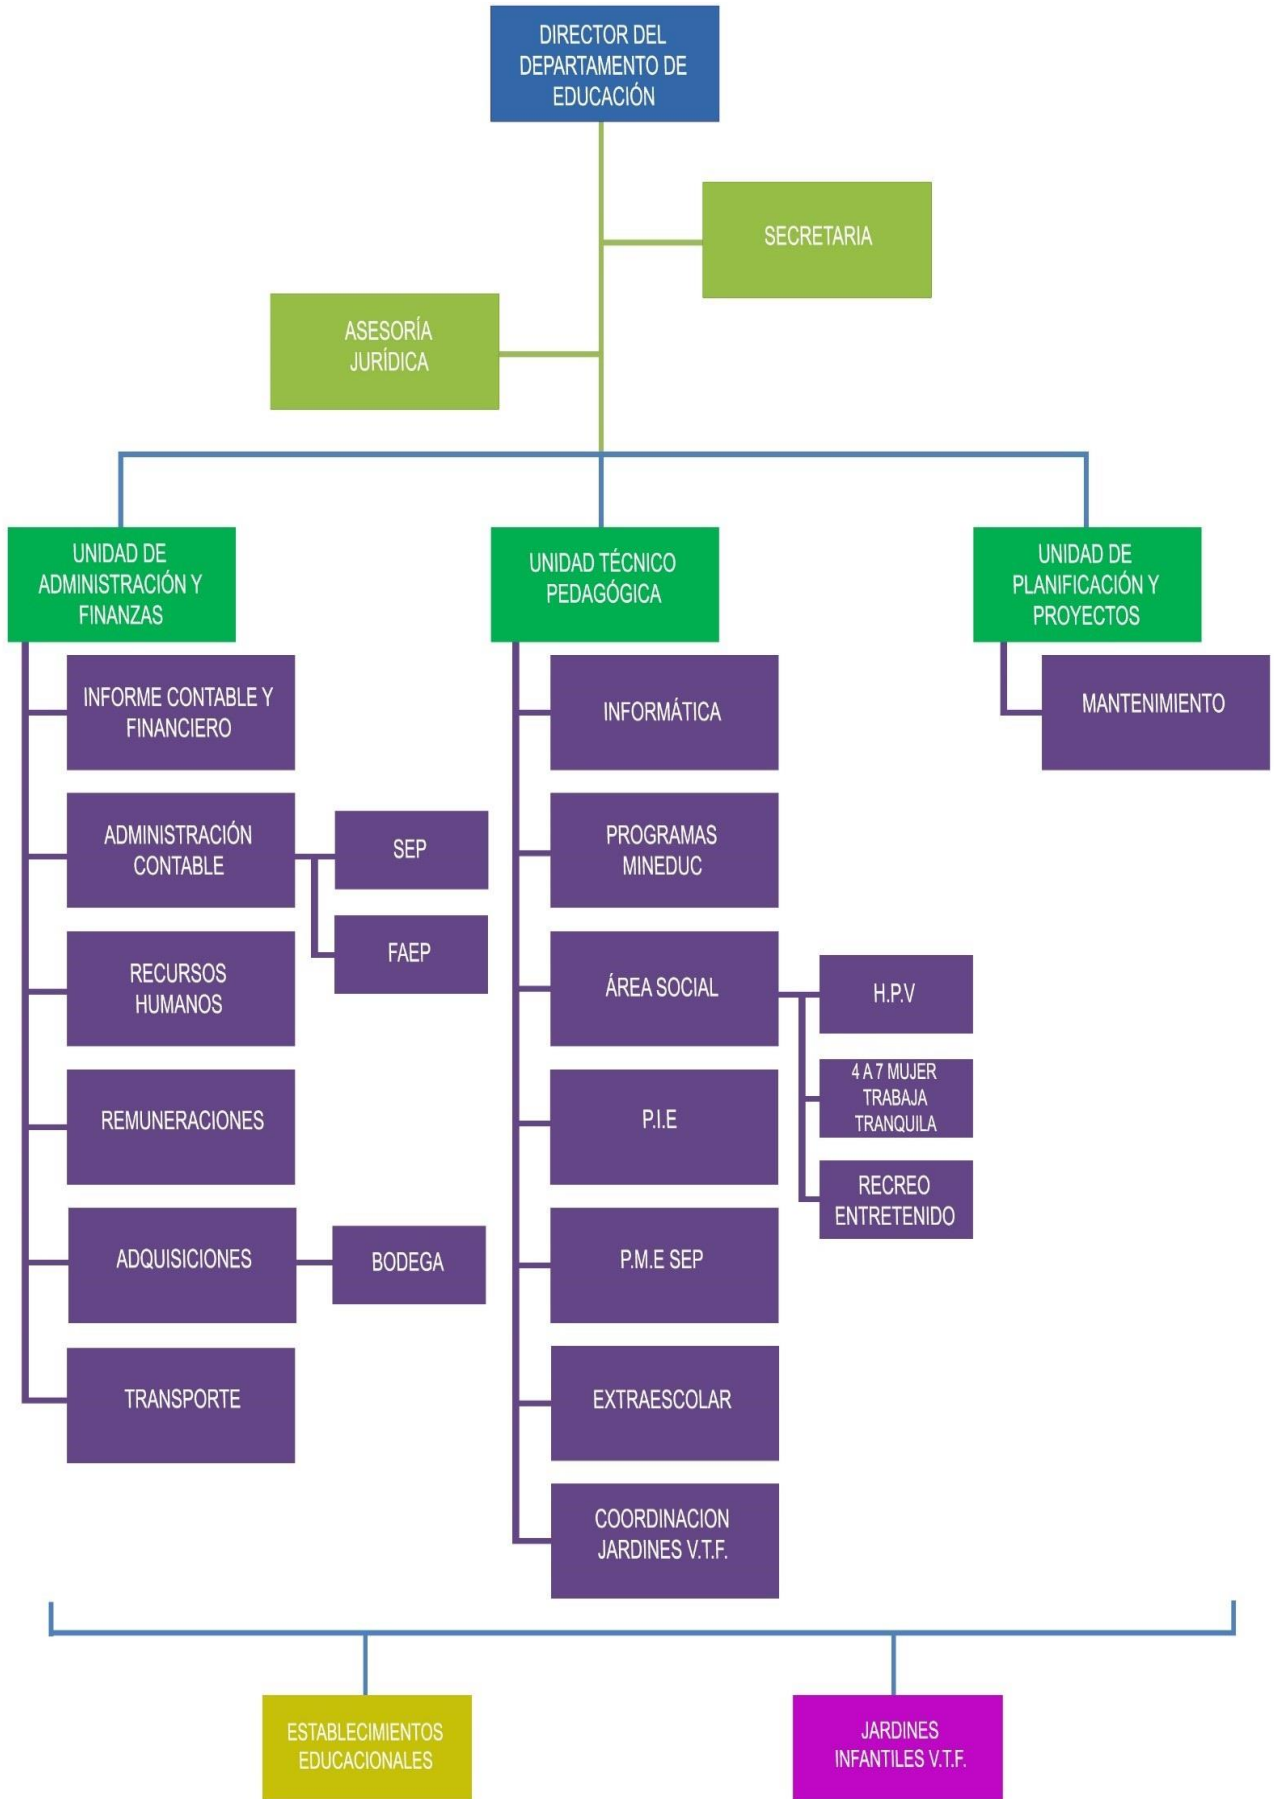 DIRECTOR DEL
DEPARTAMENTO DE
EDUCACIÓN
SECRETARIA
ASESORÍA
JURÍDICA
UNIDAD DE
ADMINISTRACIÓN Y
FINANZAS
INFORME CONTABLE Y
FINANCIERO
ADMINISTRACIÓN
CONTABLE
SEP
FAEP
RECURSOS
HUMANOS
REMUNERACIONES
ADQUISICIONES
BODEGA
TRANSPORTE
UNIDAD TÉCNICO
PEDAGÓGICA
INFORMÁTICA
PROGRAMAS
MINEDUC
ÁREA SOCIAL
H.P.V
4 A 7 MUJER
TRABAJA
TRANQUILA
RECREO
ENTRETENIDO
P.I.E
P.M.E SEP
EXTRAESCOLAR
COORDINACION
JARDINES V.T.F.
UNIDAD DE
PLANIFICACIÓN Y
PROYECTOS
MANTENIMIENTO
ESTABLECIMIENTOS
EDUCACIONALES
JARDINES
INFANTILES V.T.F.